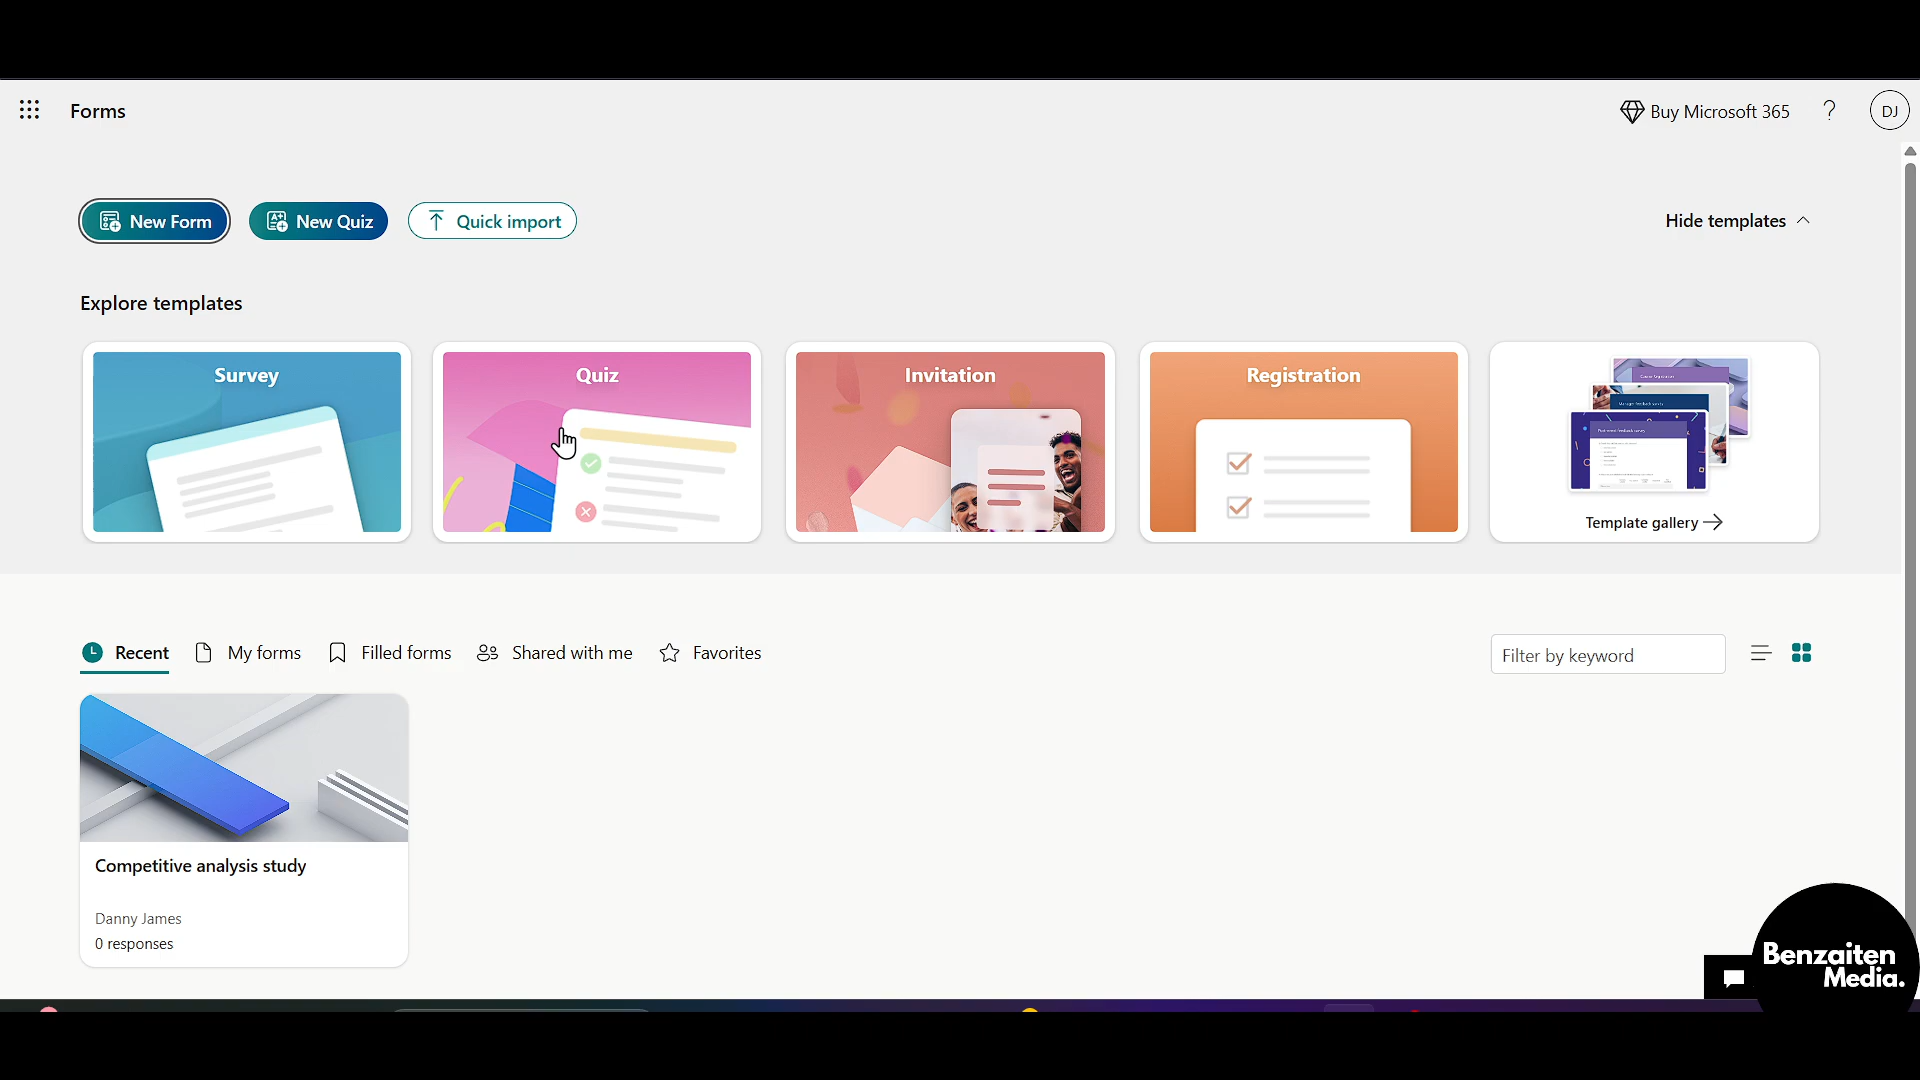 Forms
Buy Microsoft 365
?
DJ
New Form
New Quiz
Quick import
Hide templates
Explore templates
Survey
Quiz
Invitation
Registration
Template gallery
Recent
My forms
Filled forms
Shared with me
Favorites
Filter by keyword
Competitive analysis study
Danny James
0 responses
Benzaiten
Media.